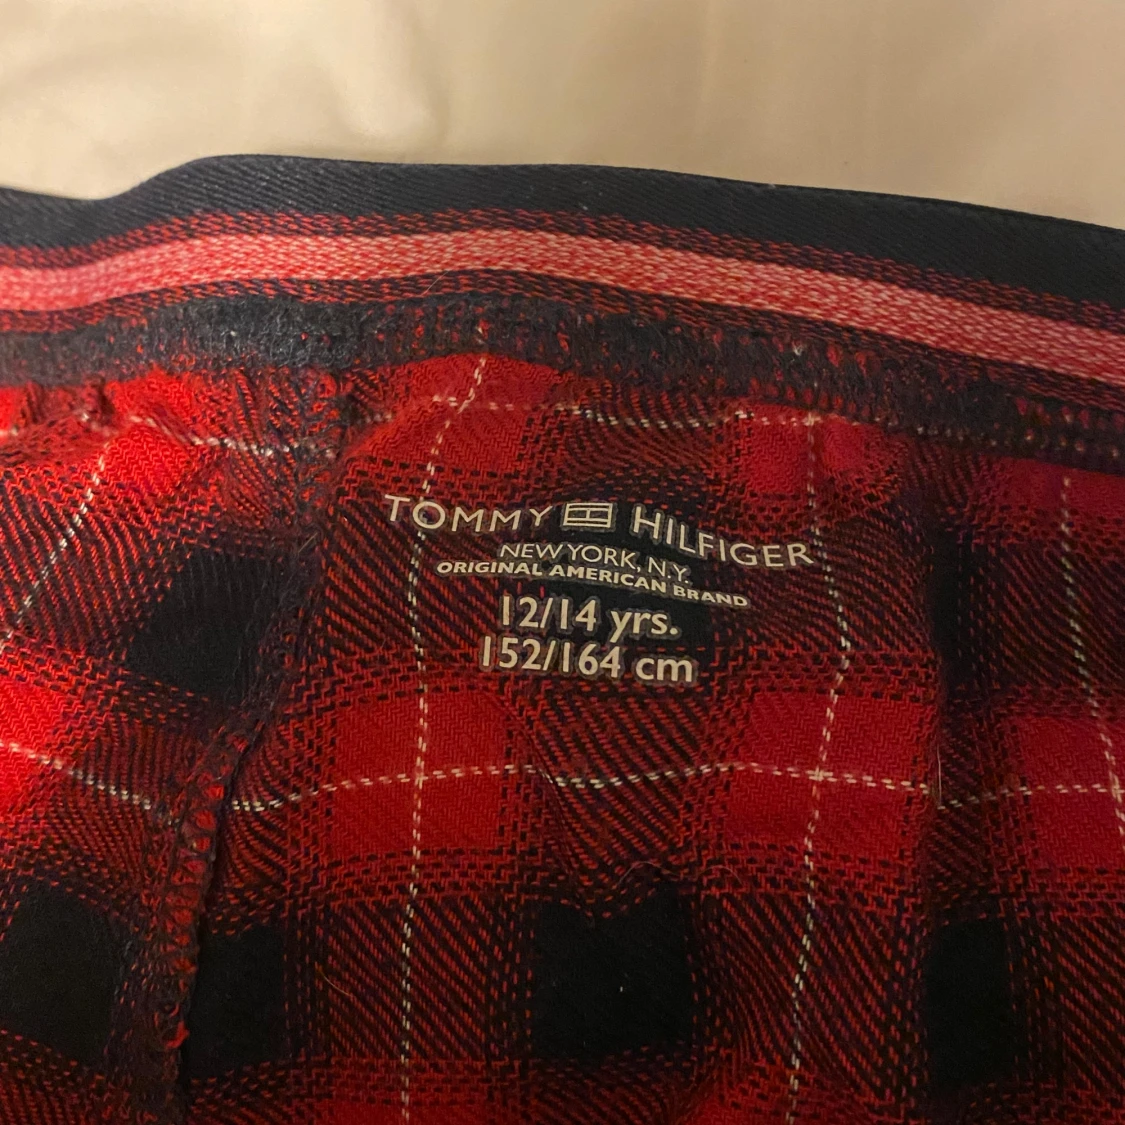 TOMMY HILFIGER
NEW YORK, N.Y.
ORIGINAL AMERICAN BRAND
12/14 yrs.
152/164 cm